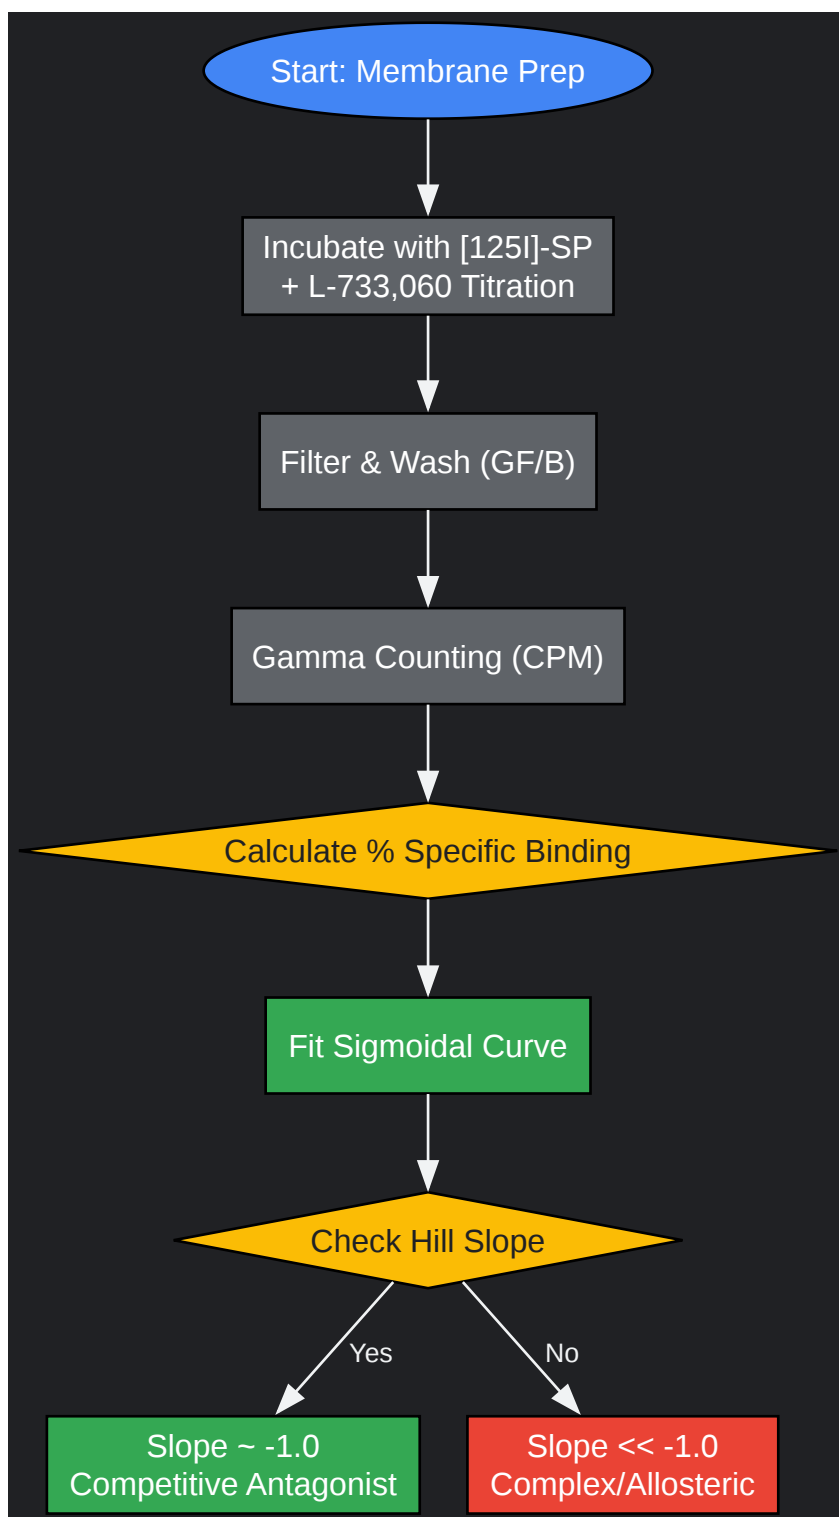 Start: Membrane Prep
Incubate with [125I]-SP
+ L-733,060 Titration
Filter & Wash (GF/B)
Gamma Counting (CPM)
Calculate % Specific Binding
Fit Sigmoidal Curve
Check Hill Slope
Yes
No
Slope ~ -1.0
Competitive Antagonist
Slope << -1.0
Complex/Allosteric